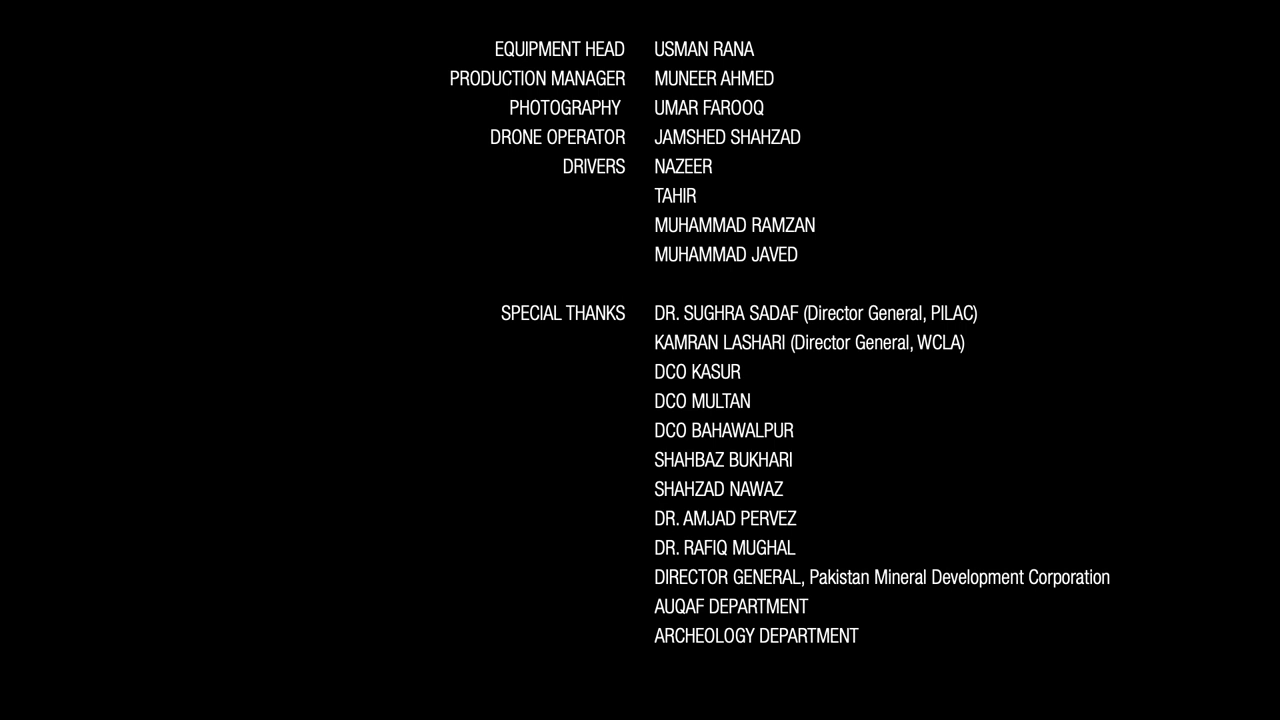 EQUIPMENT HEAD USMAN RANA
PRODUCTION MANAGER MUNEER AHMED
PHOTOGRAPHY UMAR FAROOQ
DRONE OPERATOR JAMSHED SHAHZAD
DRIVERS NAZEER
TAHIR
MUHAMMAD RAMZAN
MUHAMMAD JAVED
SPECIAL THANKS DR. SUGHRA SADAF (Director General, PILAC)
KAMRAN LASHARI (Director General, WCLA)
DCO KASUR
DCO MULTAN
DCO BAHAWALPUR
SHAHBAZ BUKHARI
SHAHZAD NAWAZ
DR. AMJAD PERVEZ
DR. RAFIQ MUGHAL
DIRECTOR GENERAL, Pakistan Mineral Development Corporation
AUQAF DEPARTMENT
ARCHEOLOGY DEPARTMENT